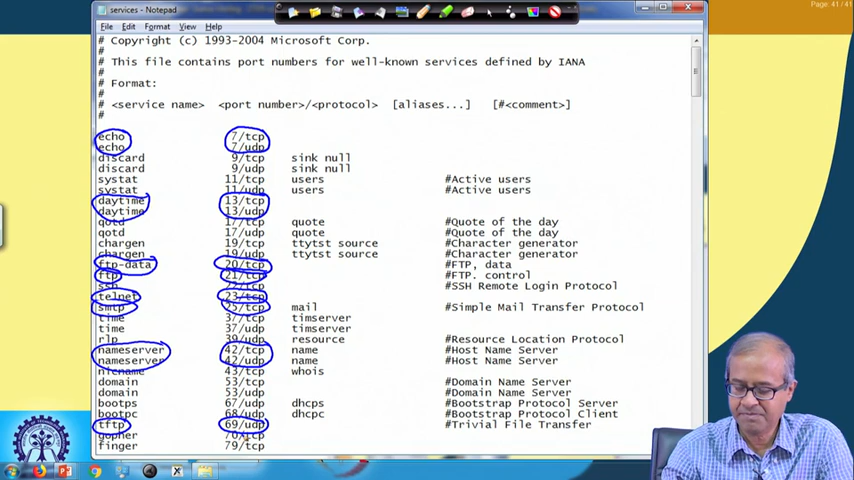 services - Notepad
Page: 41 / 41
File Edit Format View Help
# Copyright (c) 1993-2004 Microsoft Corp.
#
# This file contains port numbers for well-known services defined by IANA
#
# Format:
#
# <service name> <port number>/<protocol> [aliases...] [#<comment>]
#
echo 7/tcp
echo 7/udp
discard 9/tcp sink null
discard 9/udp sink null
systat 11/tcp users #Active users
systat 11/udp users #Active users
daytime 13/tcp
daytime 13/udp
qotd 17/tcp quote #Quote of the day
qotd 17/udp quote #Quote of the day
chargen 19/tcp ttytst source #Character generator
chargen 19/udp ttytst source #Character generator
ftp-data 20/tcp #FTP, data
ftp 21/tcp #FTP. control
ssh 22/tcp #SSH Remote Login Protocol
telnet 23/tcp
smtp 25/tcp mail #Simple Mail Transfer Protocol
time 37/tcp timserver
time 37/udp timserver
rlp 39/udp resource #Resource Location Protocol
nameserver 42/tcp name #Host Name Server
nameserver 42/udp name #Host Name Server
nicname 43/tcp whois
domain 53/tcp #Domain Name Server
domain 53/udp #Domain Name Server
bootps 67/udp dhcps #Bootstrap Protocol Server
bootpc 68/udp dhcpc #Bootstrap Protocol Client
tftp 69/udp #Trivial File Transfer
gopher 70/tcp
finger 79/tcp